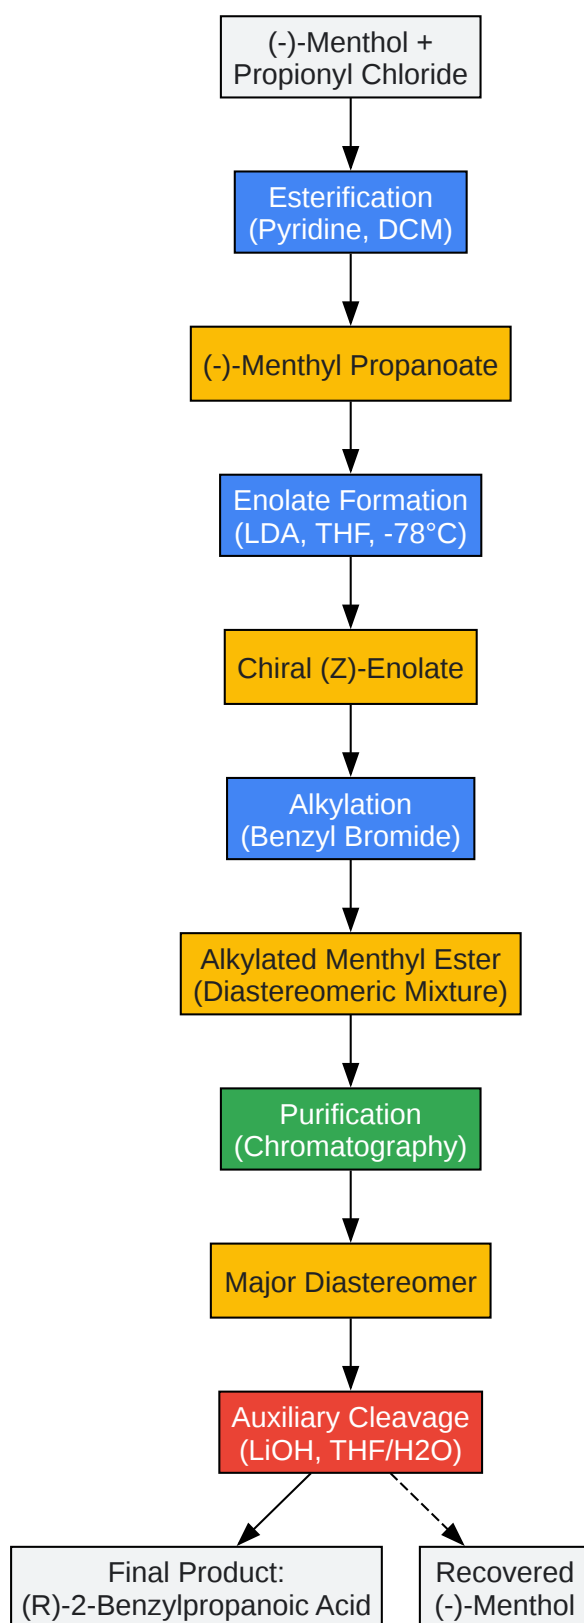 (-)-Menthol +
Propionyl Chloride
Esterification
(Pyridine, DCM)
(-)-Menthyl Propanoate
Enolate Formation
(LDA, THF, -78°C)
Chiral (Z)-Enolate
Alkylation
(Benzyl Bromide)
Alkylated Menthyl Ester
(Diastereomeric Mixture)
Purification
(Chromatography)
Major Diastereomer
Auxiliary Cleavage
(LiOH, THF/H2O)
Final Product:
(R)-2-Benzylpropanoic Acid
Recovered
(-)-Menthol